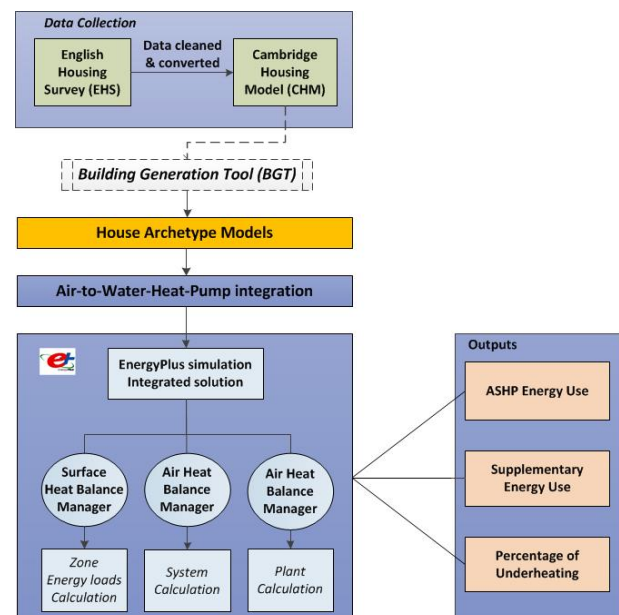 Data Collection
English
Housing
Survey (EHS)
Data cleaned
& converted
Cambridge
Housing
Model (CHM)
Building Generation Tool (BGT)
House Archetype Models
Air-to-Water-Heat-Pump integration
EnergyPlus simulation
Integrated solution
Surface
Heat Balance
Manager
Air Heat
Balance
Manager
Air Heat
Balance
Manager
Zone
Energy loads
Calculation
System
Calculation
Plant
Calculation
Outputs
ASHP Energy Use
Supplementary
Energy Use
Percentage of
Underheating